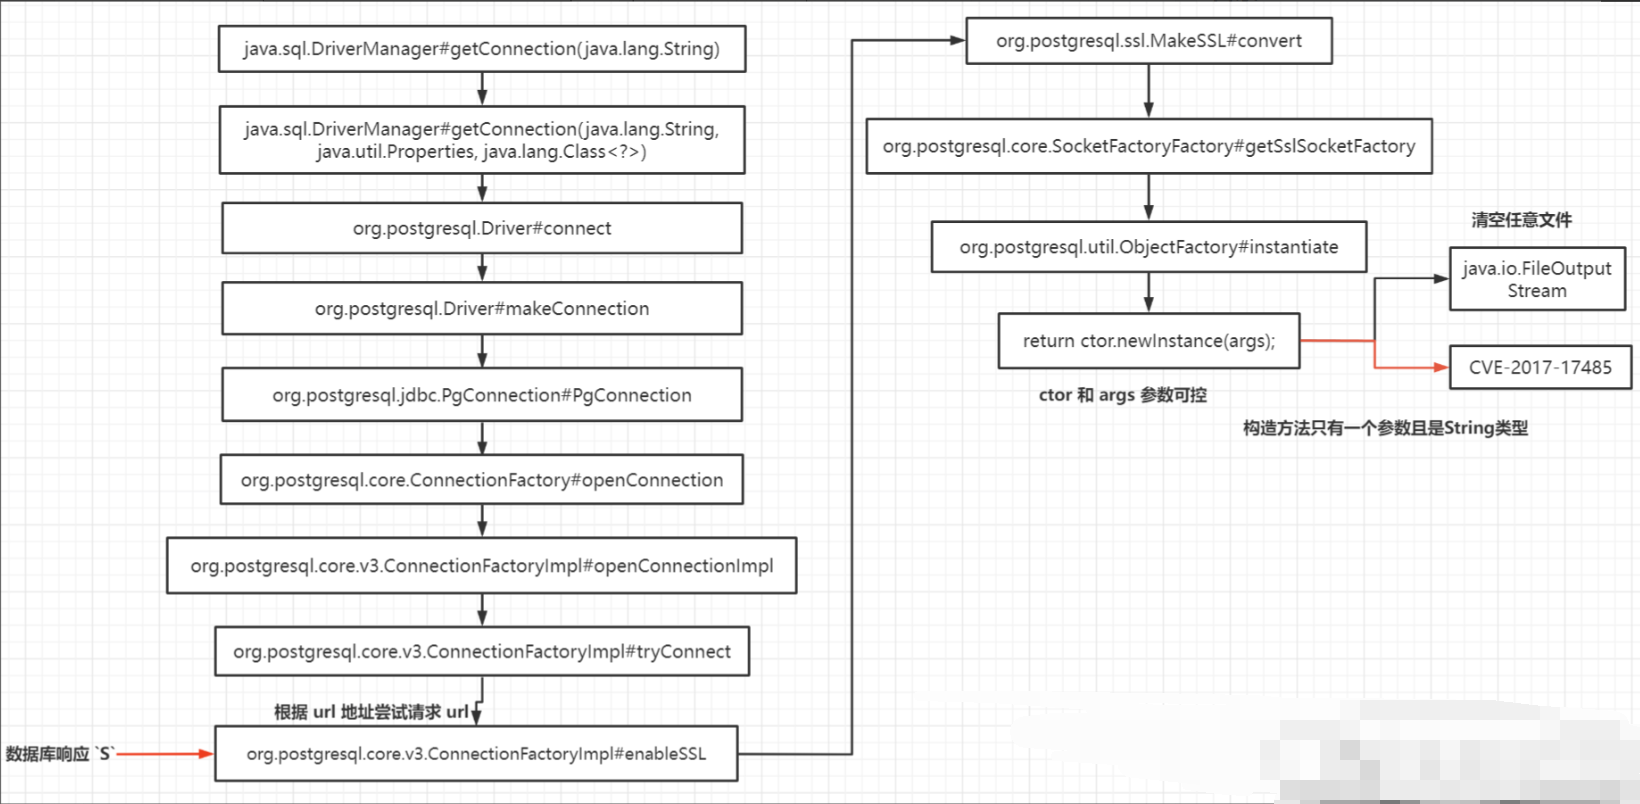 java.sql.DriverManager#getConnection(java.lang.String)
java.sql.DriverManager#getConnection(java.lang.String,
java.util.Properties, java.lang.Class<?>)
org.postgresql.Driver#connect
org.postgresql.Driver#makeConnection
org.postgresql.jdbc.PgConnection#PgConnection
org.postgresql.core.ConnectionFactory#openConnection
org.postgresql.core.v3.ConnectionFactoryImpl#openConnectionImpl
org.postgresql.core.v3.ConnectionFactoryImpl#tryConnect
根据 url 地址尝试请求 url
数据库响应 `S`
org.postgresql.core.v3.ConnectionFactoryImpl#enableSSL
org.postgresql.ssl.MakeSSL#convert
org.postgresql.core.SocketFactoryFactory#getSslSocketFactory
org.postgresql.util.ObjectFactory#instantiate
return ctor.newInstance(args);
ctor 和 args 参数可控
清空任意文件
java.io.FileOutput
Stream
CVE-2017-17485
构造方法只有一个参数且是String类型